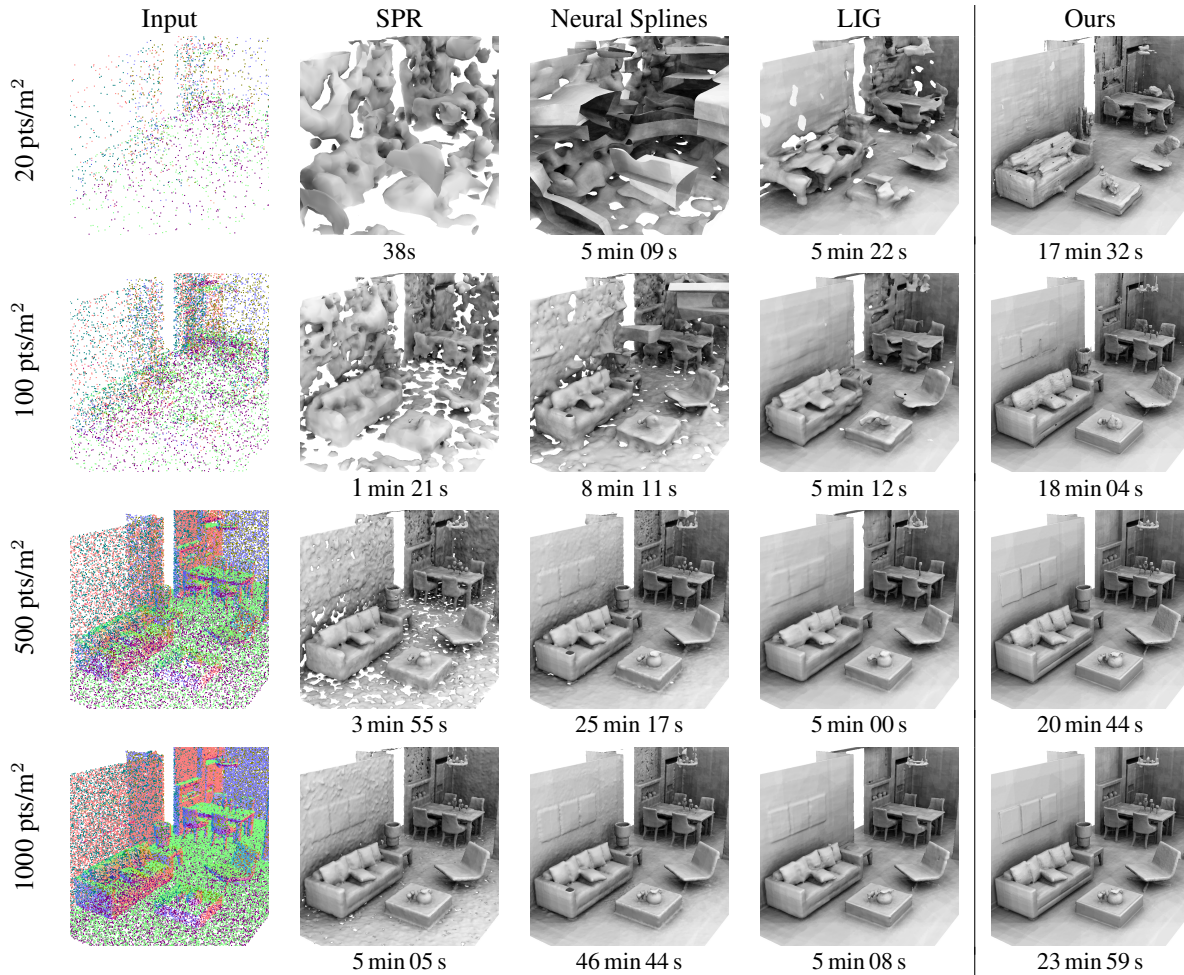 Input SPR Neural Splines LIG Ours
20 pts/m²
38s 5 min 09 s 5 min 22 s 17 min 32 s
100 pts/m²
1 min 21 s 8 min 11 s 5 min 12 s 18 min 04 s
500 pts/m²
3 min 55 s 25 min 17 s 5 min 00 s 20 min 44 s
1000 pts/m²
5 min 05 s 46 min 44 s 5 min 08 s 23 min 59 s